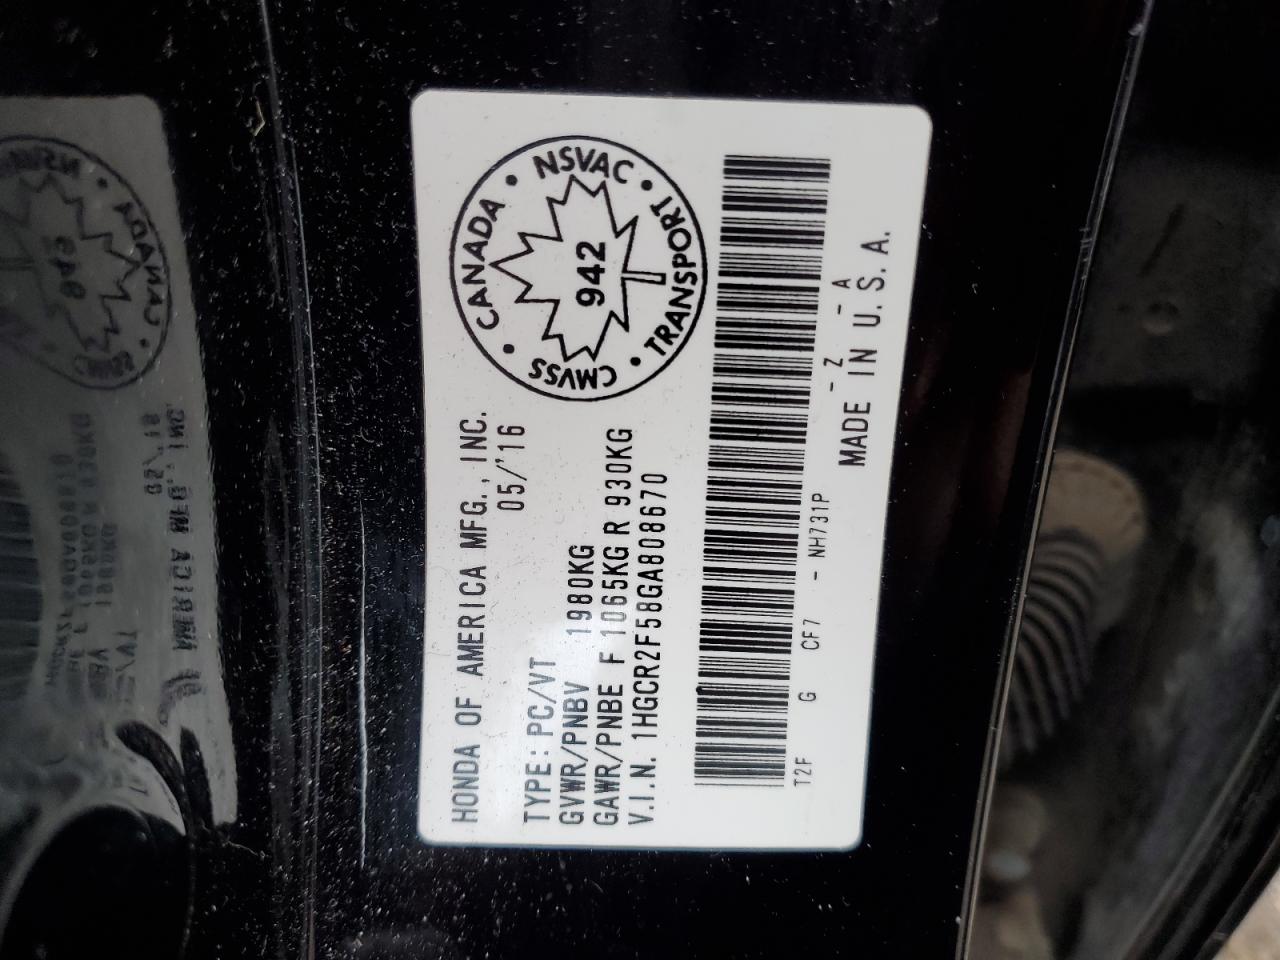 HONDA OF AMERICA MFG., INC.
05/'16
TYPE: PC/VT
GVWR/PNBV 1980KG
GAWR/PNBE F 1065KG R 930KG
V.I.N. 1HGCR2F58GA808670
CANADA • NSVAC • TRANSPORT • CMVSS •
942
T2F G CF7 - NH731P - Z - A
MADE IN U.S.A.